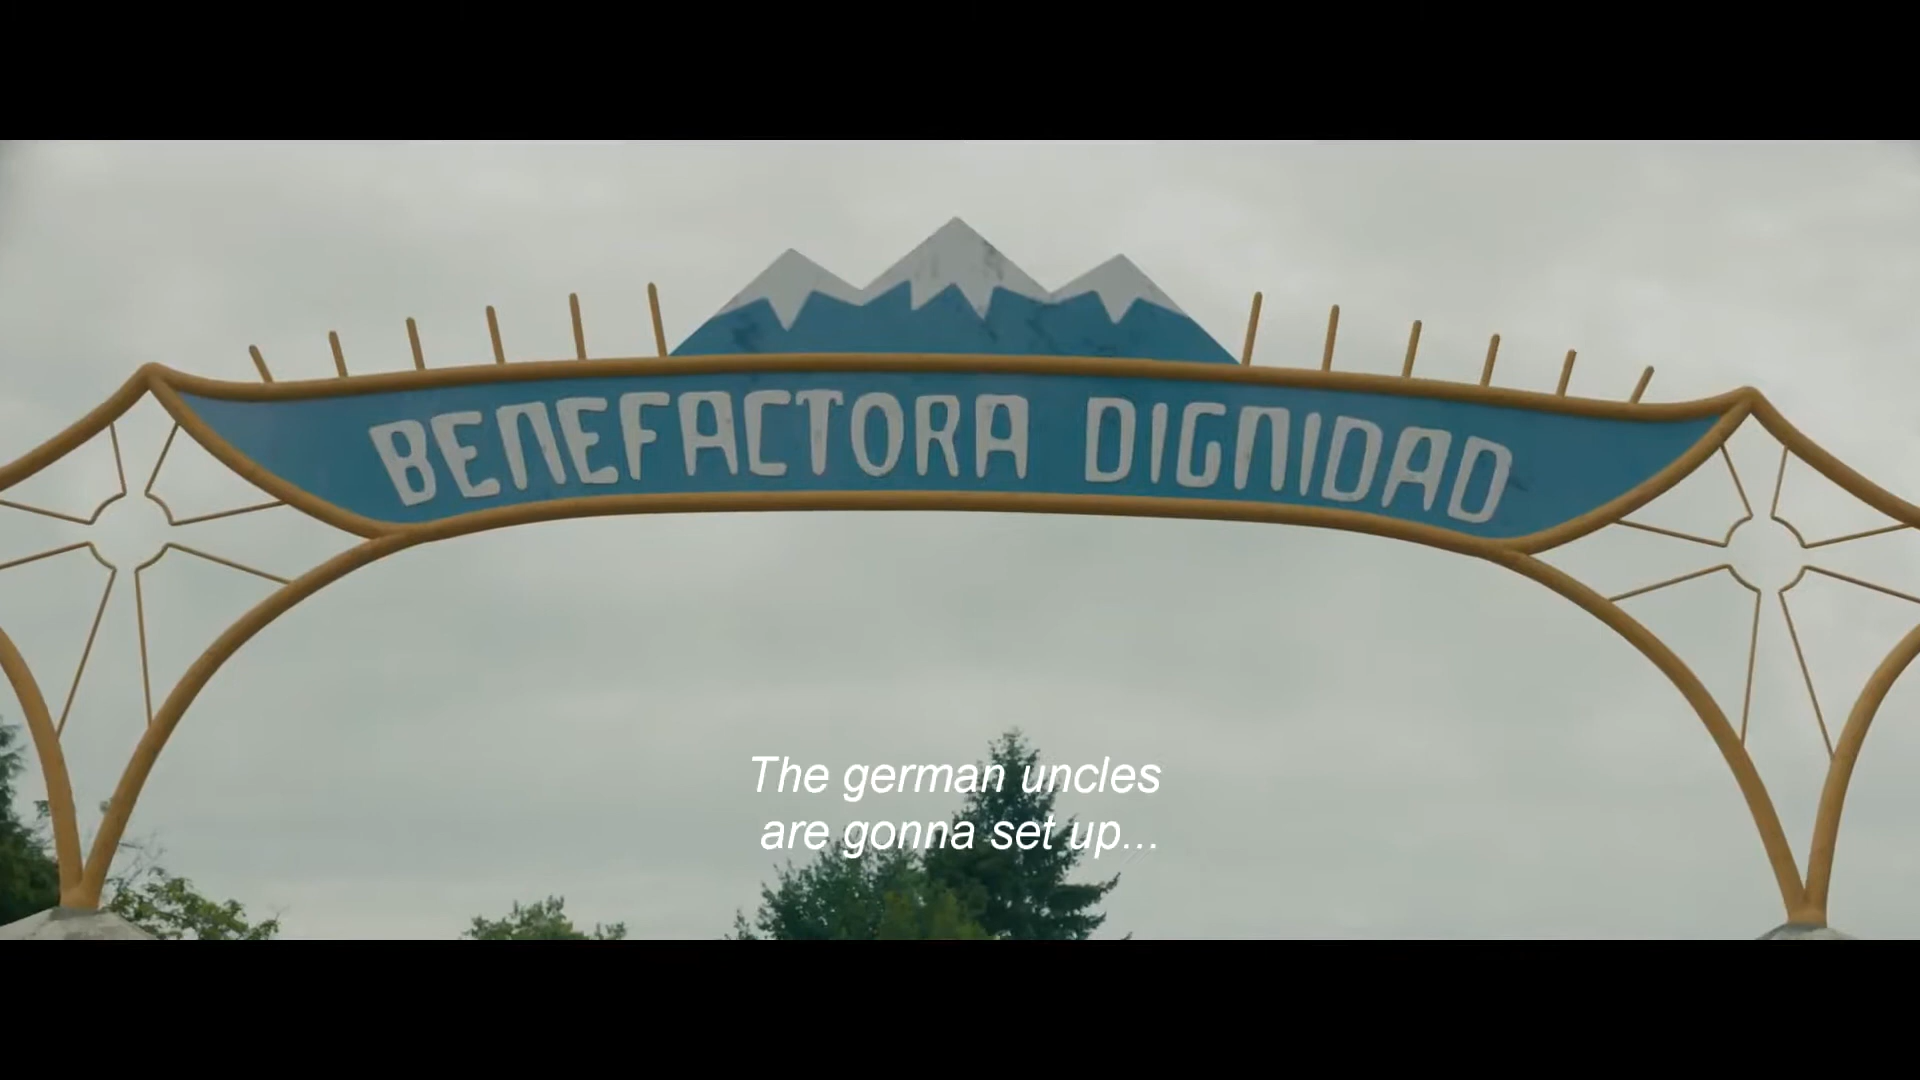 BENEFACTORA DIGNIDAD
The german uncles
are gonna set up...